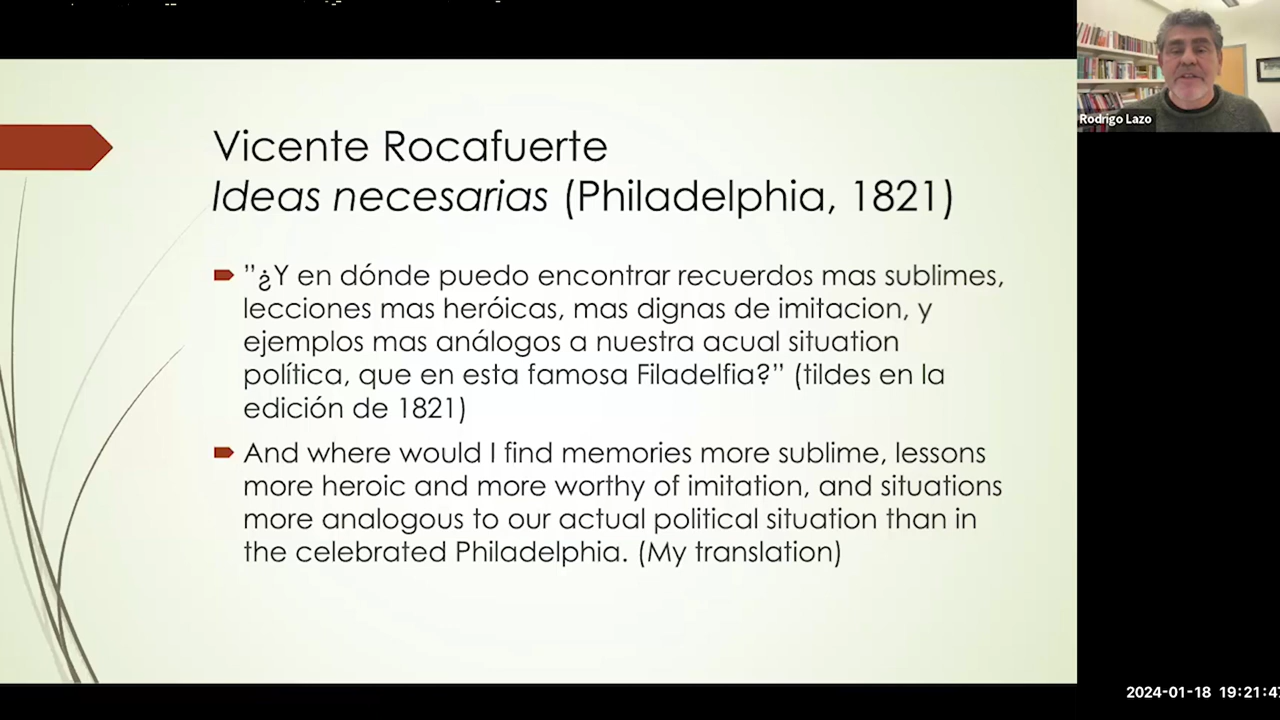 Vicente Rocafuerte
Ideas necesarias (Philadelphia, 1821)
”¿Y en dónde puedo encontrar recuerdos mas sublimes,
lecciones mas heróicas, mas dignas de imitacion, y
ejemplos mas análogos a nuestra acual situation
política, que en esta famosa Filadelfia?” (tildes en la
edición de 1821)
And where would I find memories more sublime, lessons
more heroic and more worthy of imitation, and situations
more analogous to our actual political situation than in
the celebrated Philadelphia. (My translation)
Rodrigo Lazo
2024-01-18 19:21:47